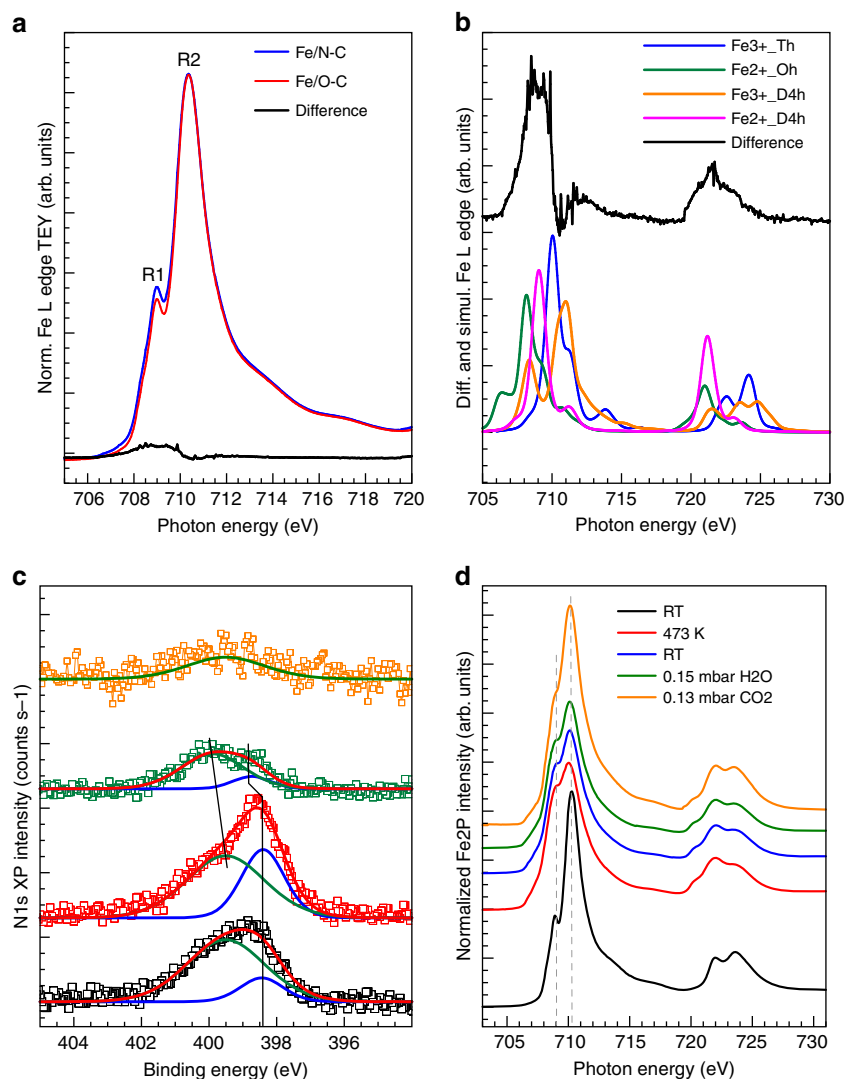 a
R2
R1
Fe/N-C
Fe/O-C
Difference
Norm. Fe L edge TEY (arb. units)
706 708 710 712 714 716 718 720
Photon energy (eV)
b
Fe3+_Th
Fe2+_Oh
Fe3+_D4h
Fe2+_D4h
Difference
Diff. and simul. Fe L edge (arb. units)
705 710 715 720 725 730
Photon energy (eV)
c
N1s XP intensity (counts s–1)
404 402 400 398 396
Binding energy (eV)
d
RT
473 K
RT
0.15 mbar H2O
0.13 mbar CO2
Normalized Fe2P intensity (arb. units)
705 710 715 720 725 730
Photon energy (eV)